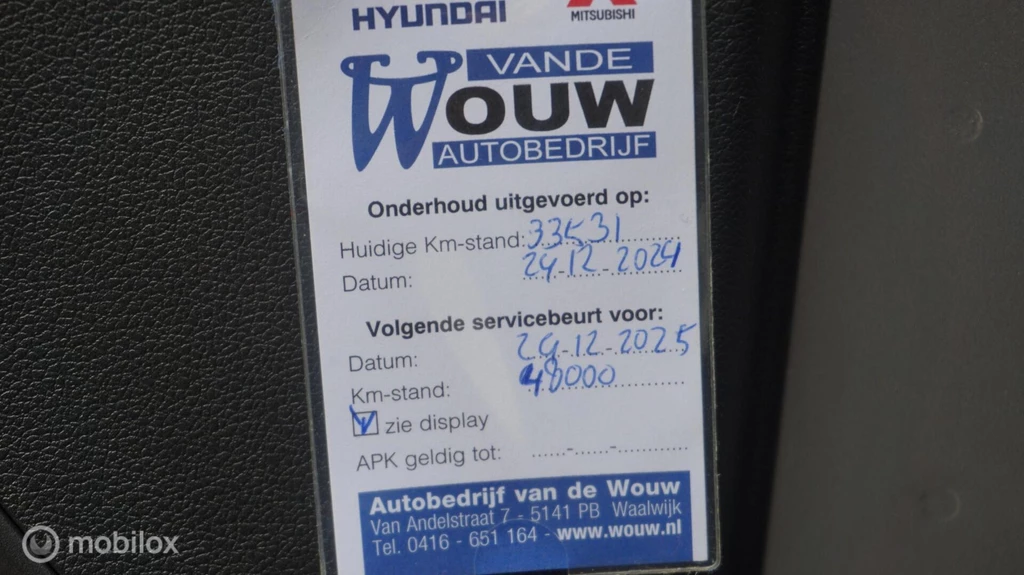 HYUNDAI
MITSUBISHI
VANDE
WOUW
AUTOBEDRIJF
Onderhoud uitgevoerd op:
Huidige Km-stand: 33531
Datum: 24-12-2024
Volgende servicebeurt voor:
Datum: 24-12-2025
Km-stand: 48000
zie display
APK geldig tot: ......-......-............
Autobedrijf van de Wouw
Van Andelstraat 7 - 5141 PB Waalwijk
Tel. 0416 - 651 164 - www.wouw.nl
mobilox